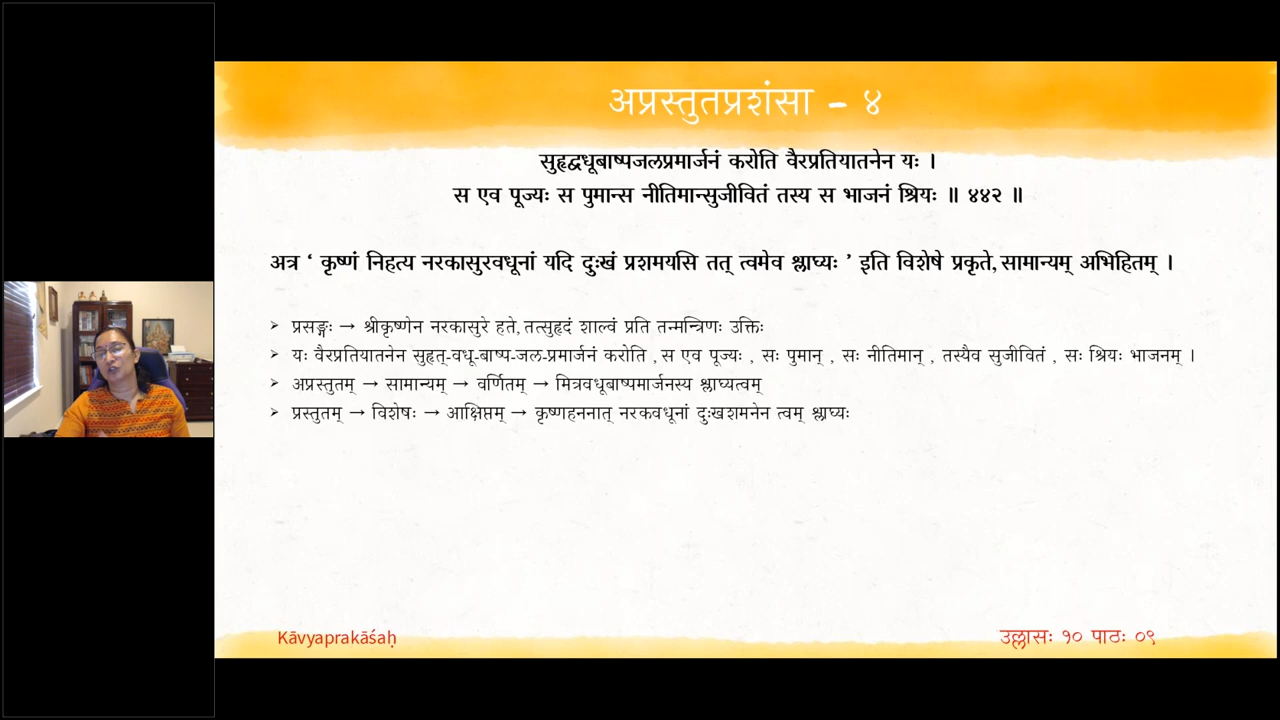 अप्रस्तुतप्रशंसा – ४
सुहृद्वधूबाष्पजलप्रमार्जनं करोति वैरप्रतियातनेन यः ।
स एव पूज्यः स पुमान्स नीतिमान्सुजीवितं तस्य स भाजनं श्रियः ॥ ४४२ ॥
अत्र ‘ कृष्णं निहत्य नरकासुरवधूनां यदि दुःखं प्रशमयसि तत् त्वमेव श्लाघ्यः ’ इति विशेषे प्रकृते, सामान्यम् अभिहितम् ।
➢ प्रसङ्गः → श्रीकृष्णेन नरकासुरे हते, तत्सुहृदं शाल्वं प्रति तन्मन्त्रिणः उक्तिः
➢ यः वैरप्रतियातनेन सुहृत्-वधू-बाष्प-जल-प्रमार्जनं करोति , स एव पूज्यः , सः पुमान् , सः नीतिमान् , तस्यैव सुजीवितं , सः श्रियः भाजनम् ।
➢ अप्रस्तुतम् → सामान्यम् → वर्णितम् → मित्रवधूबाष्पमार्जनस्य श्लाघ्यत्वम्
➢ प्रस्तुतम् → विशेषः → आक्षिप्तम् → कृष्णहननात् नरकवधूनां दुःखशमनेन त्वम् श्लाघ्यः
Kāvyaprakāśaḥ
उल्लासः १० पाठः ०९